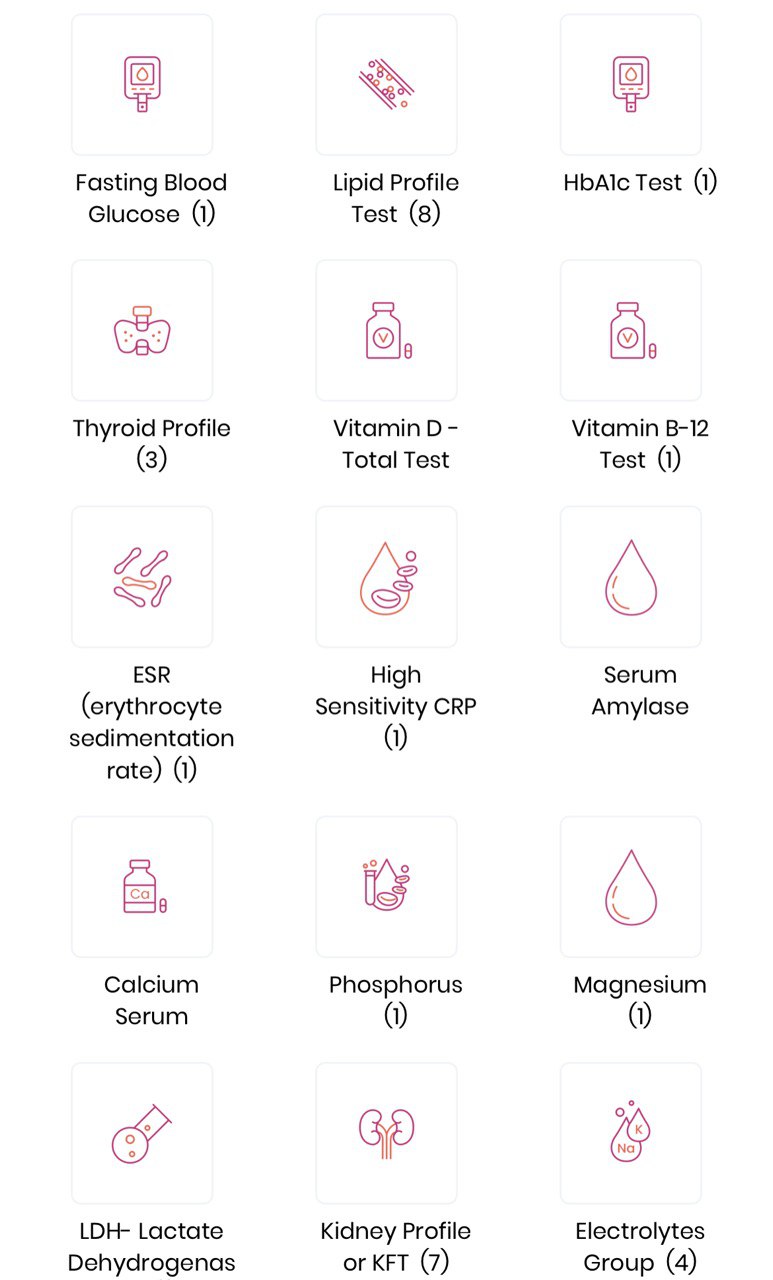 Fasting Blood
Glucose (1)
Lipid Profile
Test (8)
HbA1c Test (1)
Thyroid Profile
(3)
Vitamin D -
Total Test
Vitamin B-12
Test (1)
ESR
(erythrocyte
sedimentation
rate) (1)
High
Sensitivity CRP
(1)
Serum
Amylase
Ca
Calcium
Serum
Phosphorus
(1)
Magnesium
(1)
LDH- Lactate
Dehydrogenas
Kidney Profile
or KFT (7)
K
Na
Electrolytes
Group (4)